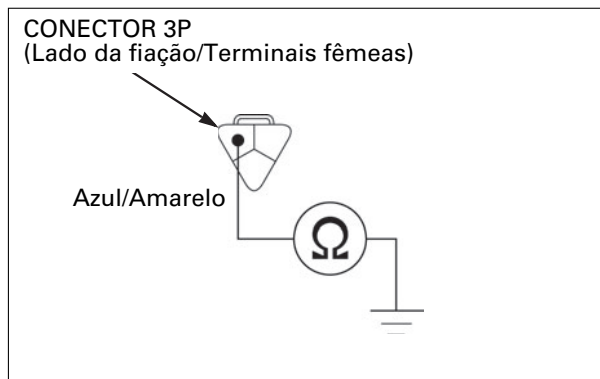 CONECTOR 3P
(Lado da fiação/Terminais fêmeas)
Azul/Amarelo
Ω